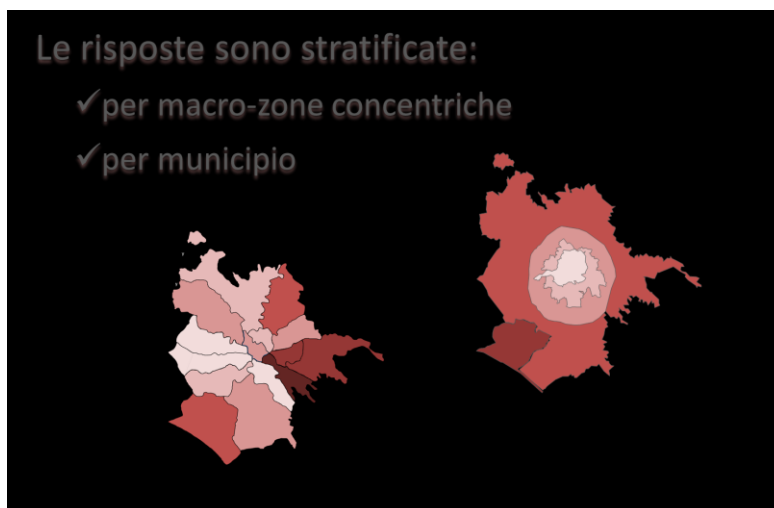 Le risposte sono stratificate:
✓per macro-zone concentriche
✓per municipio